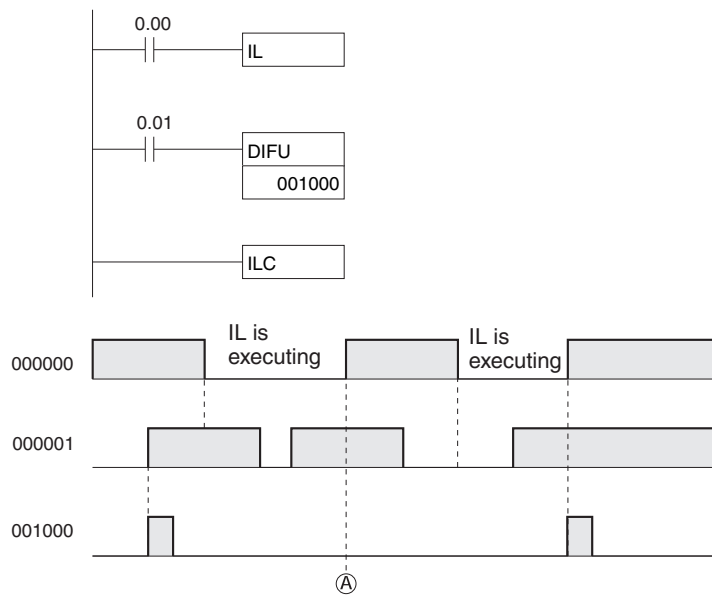 0.00
IL
0.01
DIFU
001000
ILC
IL is
executing
IL is
executing
000000
000001
001000
Ⓐ